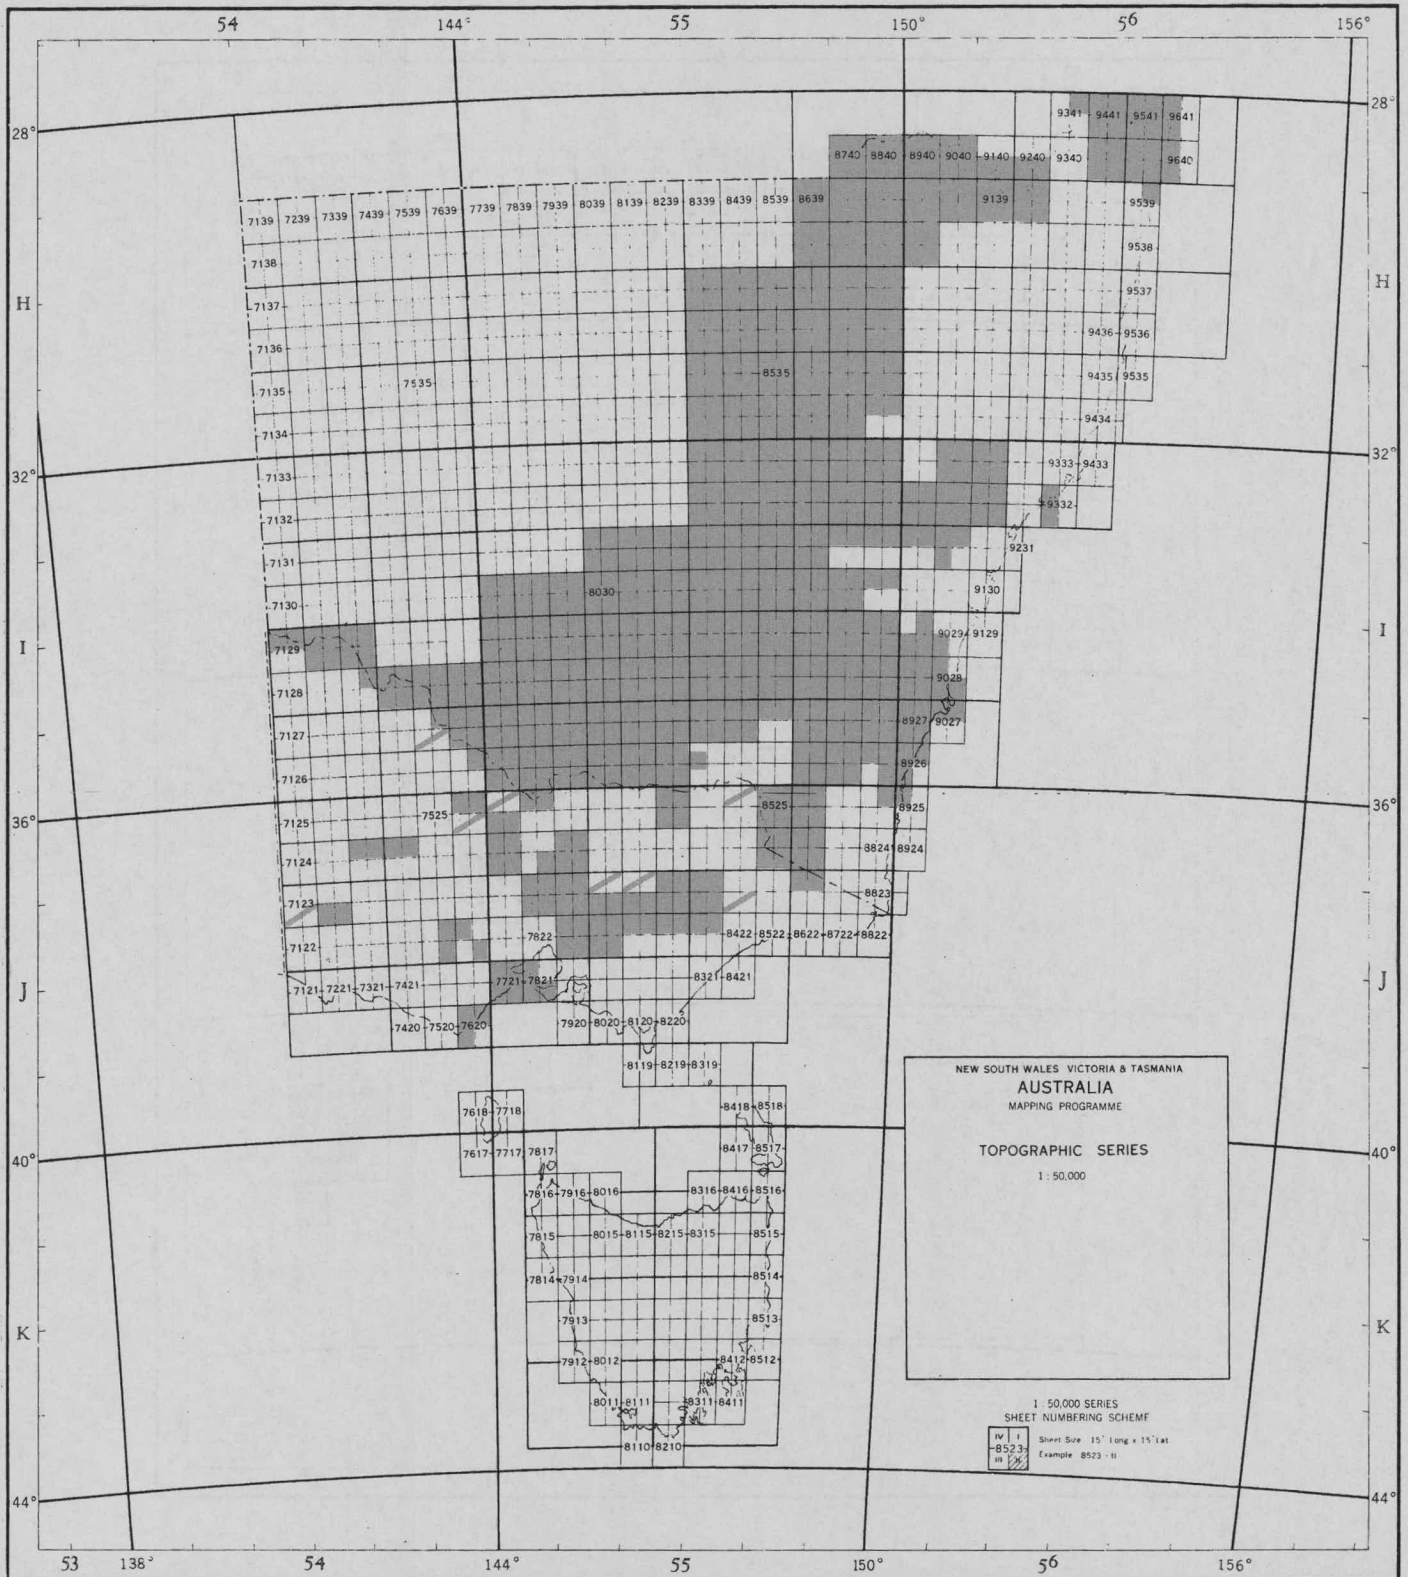 54 144° 55 150° 56 156°
28° 28°
9341 9441 9541 9641
8740 8840 8940 9040 9140 9240 9340 9640
7139 7239 7339 7439 7539 7639 7739 7839 7939 8039 8139 8239 8339 8439 8539 8639 9139 9539
7138 9538
7137 9537
H H
7136 9436 9536
7135 7535 8535 9435 9535
7134 9434
32° 32°
7133 9333 9433
7132 9332
7131 9231
7130 8030 9130
I I
7129 9029 9129
7128 9028
7127 8927 9027
7126 8926
36° 36°
7125 7525 8525 8925
7124 8824 8924
7123 8823
7122 7822 8422 8522 8622 8722 8822
J J
7121 7221 7321 7421 7721 7821 8321 8421
7420 7520 7620 7920 8020 8120 8220
8119 8219 8319
7618 7718 8418 8518
7617 7717 7817 8417 8517
40° 40°
7816 7916 8016 8316 8416 8516
7815 8015 8115 8215 8315 8515
7814 7914 8514
K K
7913 8513
7912 8012 8412 8512
8011 8111 8311 8411
8110 8210
44° 44°
NEW SOUTH WALES VICTORIA & TASMANIA
AUSTRALIA
MAPPING PROGRAMME
TOPOGRAPHIC SERIES
1 : 50,000
1 : 50,000 SERIES
SHEET NUMBERING SCHEME
IV I
8523
III II
Sheet Size 15' Long x 15' Lat
Example 8523 - II
53 138° 54 144° 55 150° 56 156°